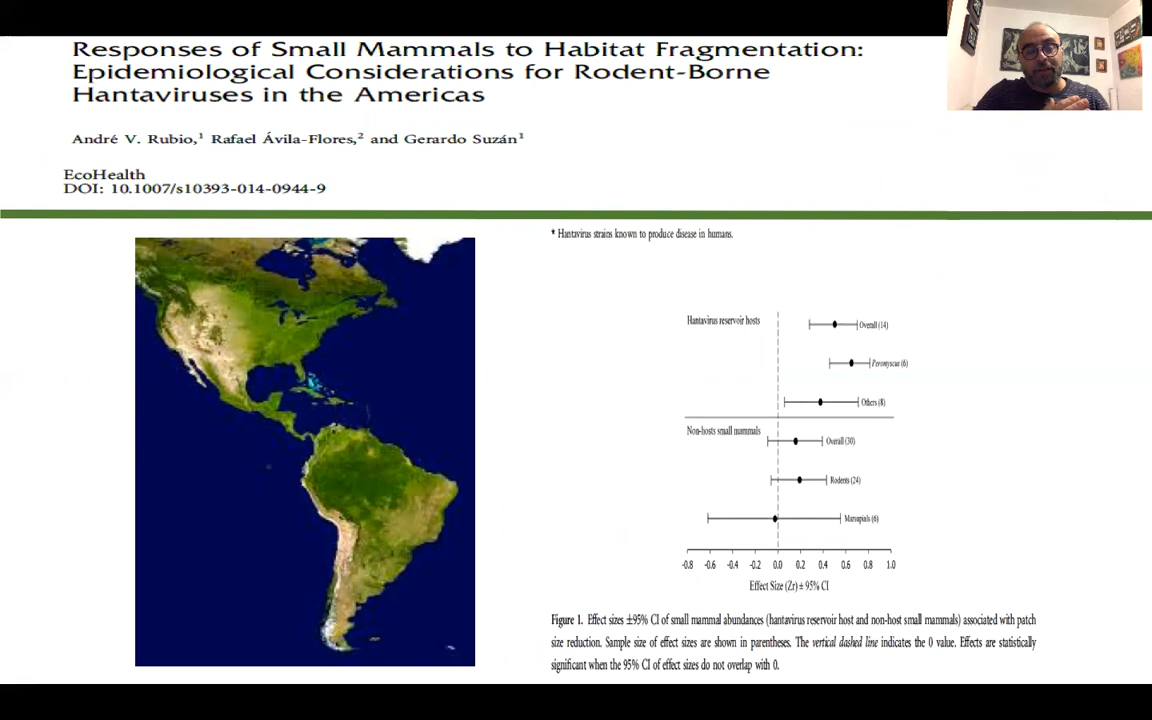 Responses of Small Mammals to Habitat Fragmentation:
Epidemiological Considerations for Rodent-Borne
Hantaviruses in the Americas
André V. Rubio,¹ Rafael Ávila-Flores,² and Gerardo Suzán¹
EcoHealth
DOI: 10.1007/s10393-014-0944-9
* Hantavirus strains known to produce disease in humans.
Hantavirus reservoir hosts
Overall (14)
Peromyscus (6)
Others (8)
Non-hosts small mammals
Overall (30)
Rodents (24)
Marsupials (6)
-0.8 -0.6 -0.4 -0.2 0.0 0.2 0.4 0.6 0.8 1.0
Effect Size (Zr) ± 95% CI
Figure 1. Effect sizes ±95% CI of small mammal abundances (hantavirus reservoir host and non-host small mammals) associated with patch
size reduction. Sample size of effect sizes are shown in parentheses. The vertical dashed line indicates the 0 value. Effects are statistically
significant when the 95% CI of effect sizes do not overlap with 0.